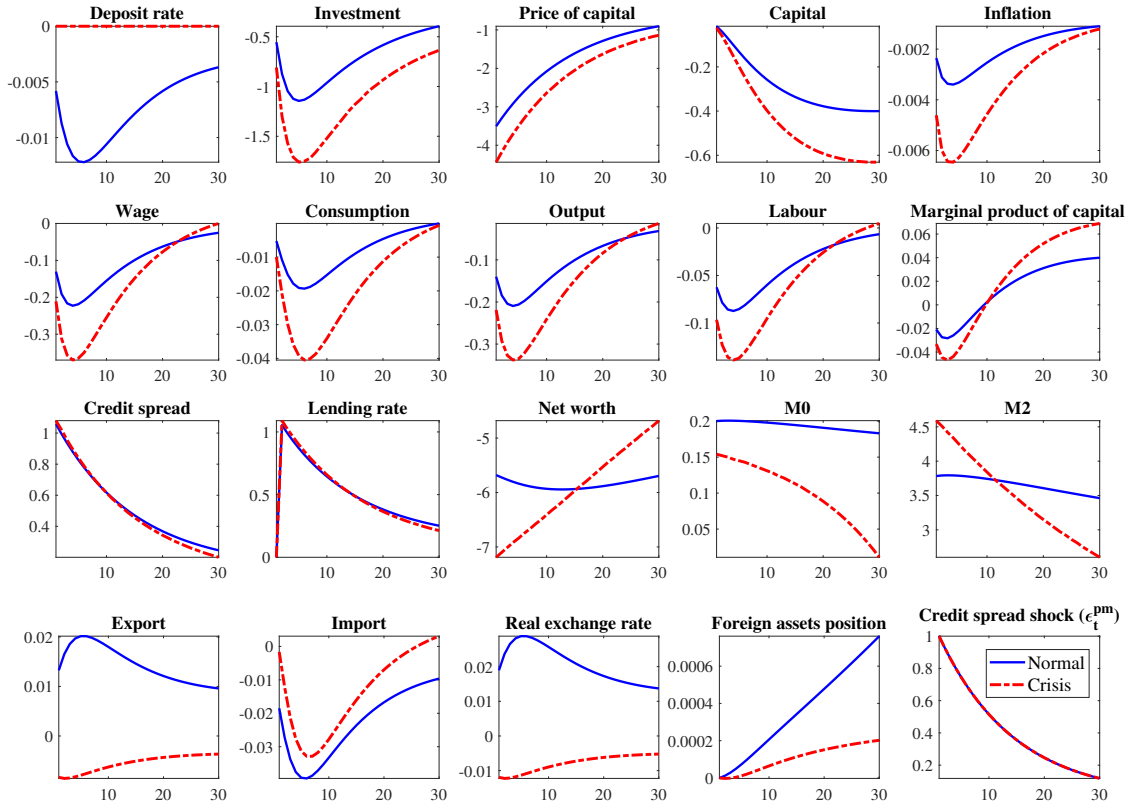 Deposit rate
0
-0.005
-0.01
10 20 30
Investment
-0.5
-1
-1.5
10 20 30
Price of capital
-1
-2
-3
-4
10 20 30
Capital
-0.2
-0.4
-0.6
10 20 30
Inflation
-0.002
-0.004
-0.006
10 20 30
Wage
0
-0.1
-0.2
-0.3
10 20 30
Consumption
-0.01
-0.02
-0.03
-0.04
10 20 30
Output
-0.1
-0.2
-0.3
10 20 30
Labour
0
-0.05
-0.1
10 20 30
Marginal product of capital
0.06
0.04
0.02
0
-0.02
-0.04
10 20 30
Credit spread
1
0.8
0.6
0.4
10 20 30
Lending rate
1
0.5
0
10 20 30
Net worth
-5
-6
-7
10 20 30
M0
0.2
0.15
0.1
0.05
10 20 30
M2
4.5
4
3.5
3
10 20 30
Export
0.02
0.01
0
10 20 30
Import
0
-0.01
-0.02
-0.03
10 20 30
Real exchange rate
0.02
0.01
0
-0.01
10 20 30
Foreign assets position
0.0006
0.0004
0.0002
0
10 20 30
Credit spread shock (ϵ_t^pm)
1
0.8
0.6
0.4
0.2
10 20 30
Normal
Crisis